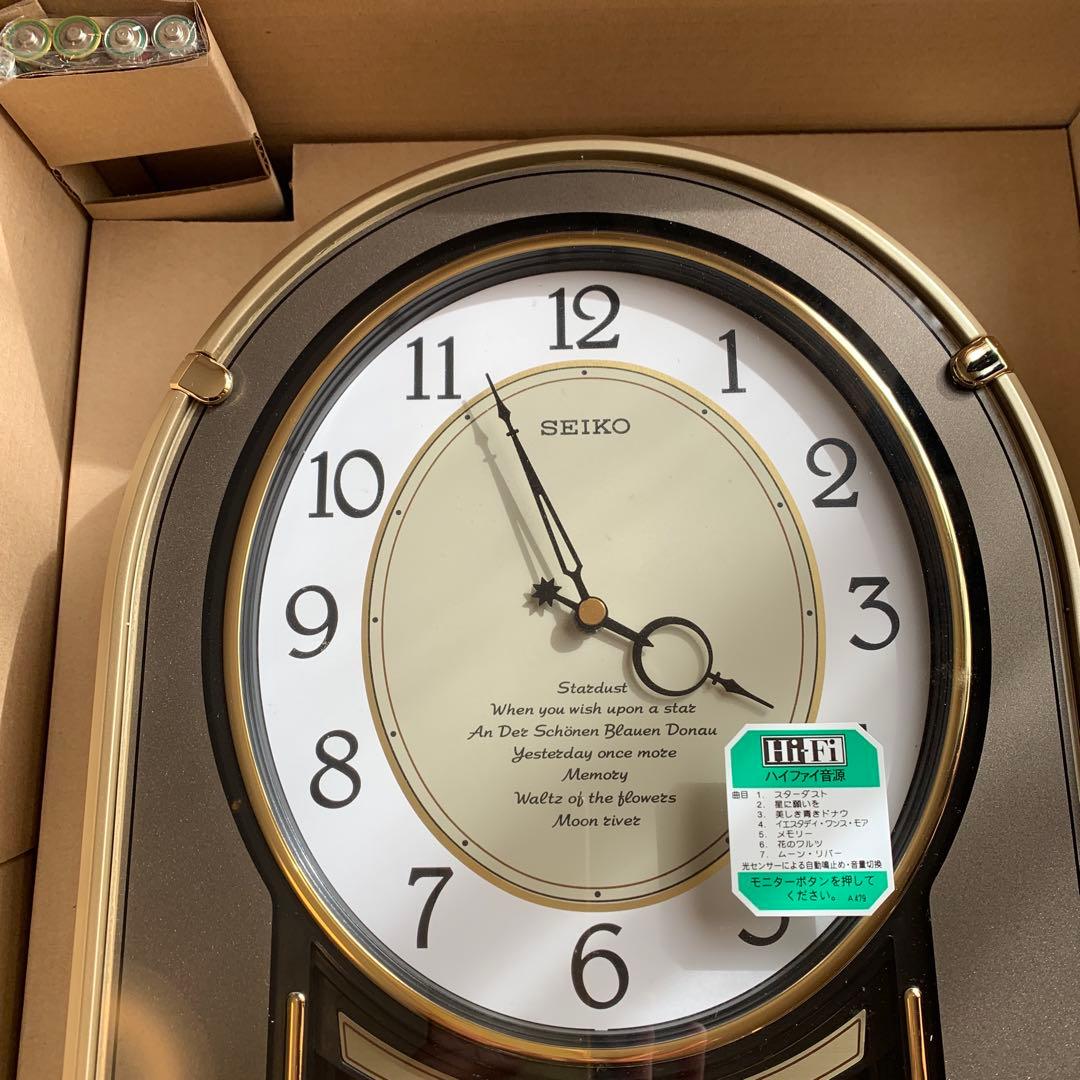 12
11
1
10
2
9
3
8
7
6
5
SEIKO
Stardust
When you wish upon a star
An Der Schönen Blauen Donau
Yesterday once more
Memory
Waltz of the flowers
Moon river
Hi-Fi
ハイファイ音源
曲目 1. スターダスト
2. 星に願いを
3. 美しき青きドナウ
4. イエスタデイ・ワンス・モア
5. メモリー
6. 花のワルツ
7. ムーン・リバー
光センサーによる自動鳴止め・音量切換
モニターボタンを押して
ください。 A479